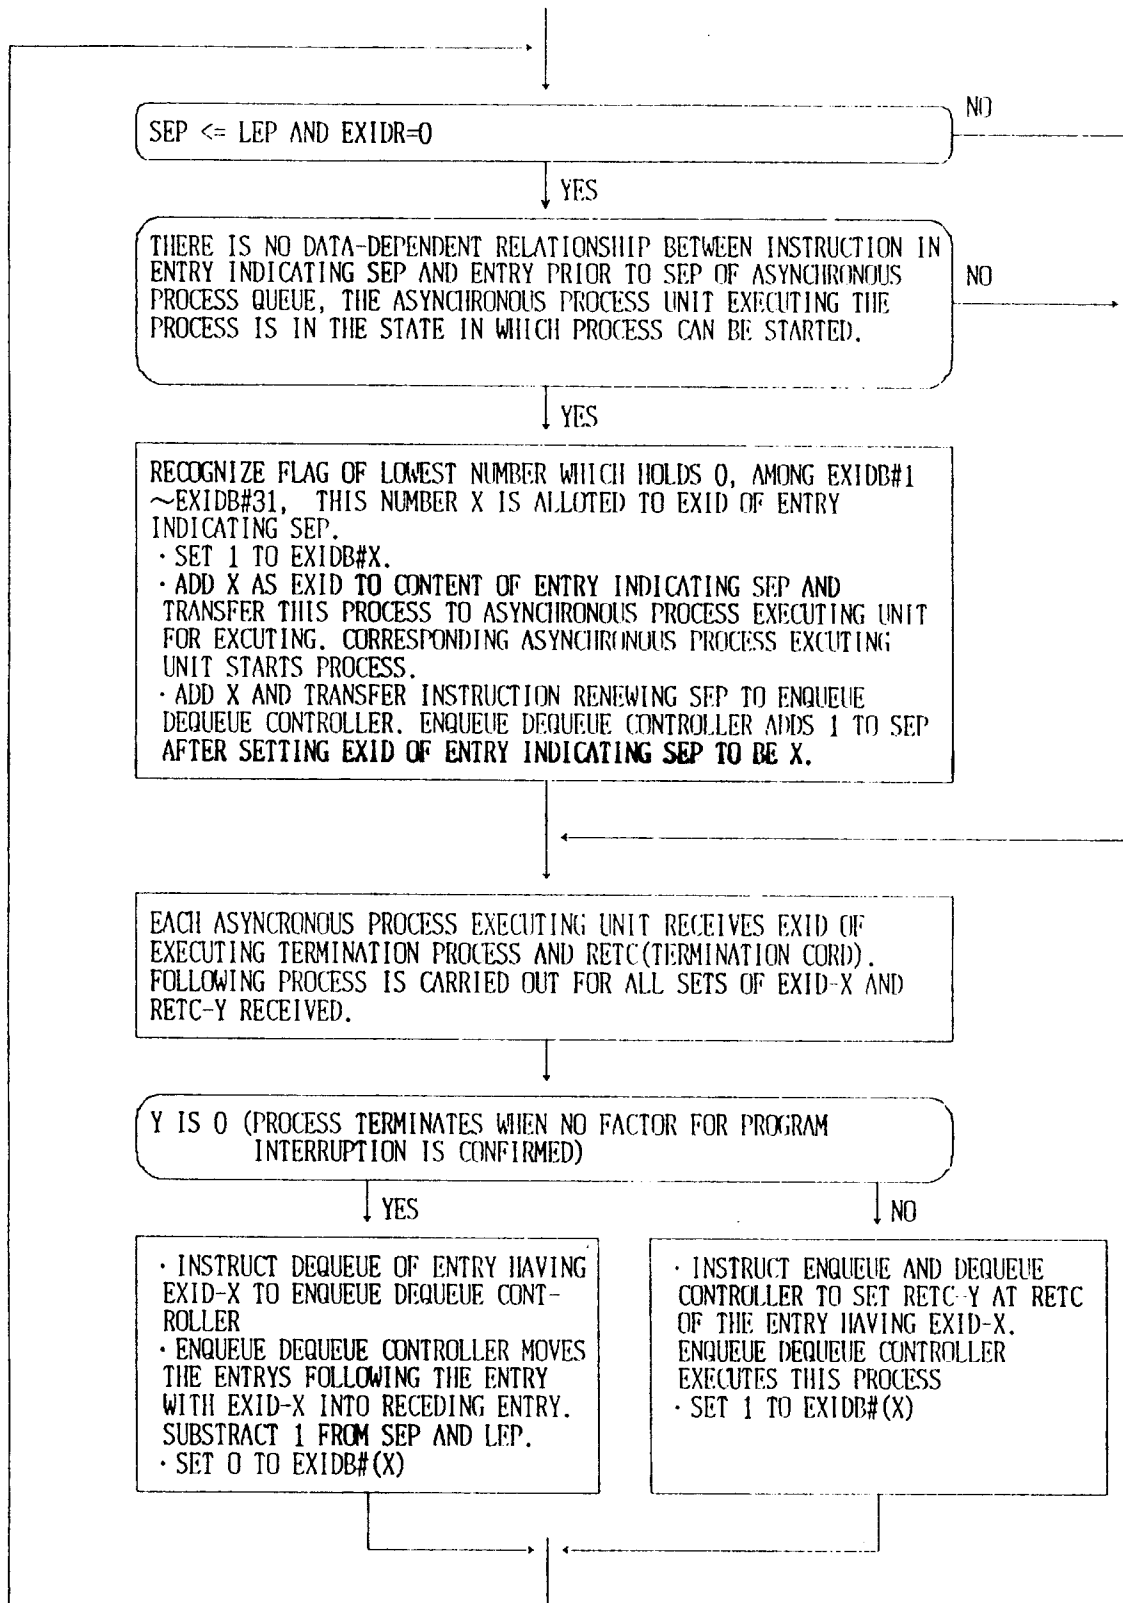 SEP <= LEP AND EXIDR=0
NO
YES
THERE IS NO DATA-DEPENDENT RELATIONSHIP BETWEEN INSTRUCTION IN
ENTRY INDICATING SEP AND ENTRY PRIOR TO SEP OF ASYNCHRONOUS
PROCESS QUEUE, THE ASYNCHRONOUS PROCESS UNIT EXECUTING THE
PROCESS IS IN THE STATE IN WHICH PROCESS CAN BE STARTED.
NO
YES
RECOGNIZE FLAG OF LOWEST NUMBER WHICH HOLDS 0, AMONG EXIDB#1
~EXIDB#31, THIS NUMBER X IS ALLOTED TO EXID OF ENTRY
INDICATING SEP.
· SET 1 TO EXIDB#X.
· ADD X AS EXID TO CONTENT OF ENTRY INDICATING SEP AND
TRANSFER THIS PROCESS TO ASYNCHRONOUS PROCESS EXECUTING UNIT
FOR EXCUTING. CORRESPONDING ASYNCHRONOUS PROCESS EXCUTING
UNIT STARTS PROCESS.
· ADD X AND TRANSFER INSTRUCTION RENEWING SEP TO ENQUEUE
DEQUEUE CONTROLLER. ENQUEUE DEQUEUE CONTROLLER ADDS 1 TO SEP
AFTER SETTING EXID OF ENTRY INDICATING SEP TO BE X.
EACH ASYNCRONOUS PROCESS EXECUTING UNIT RECEIVES EXID OF
EXECUTING TERMINATION PROCESS AND RETC(TERMINATION CORD).
FOLLOWING PROCESS IS CARRIED OUT FOR ALL SETS OF EXID-X AND
RETC-Y RECEIVED.
Y IS 0 (PROCESS TERMINATES WHEN NO FACTOR FOR PROGRAM
INTERRUPTION IS CONFIRMED)
YES
NO
· INSTRUCT DEQUEUE OF ENTRY HAVING
EXID-X TO ENQUEUE DEQUEUE CONT-
ROLLER
· ENQUEUE DEQUEUE CONTROLLER MOVES
THE ENTRYS FOLLOWING THE ENTRY
WITH EXID-X INTO RECEDING ENTRY.
SUBSTRACT 1 FROM SEP AND LEP.
· SET 0 TO EXIDB#(X)
· INSTRUCT ENQUEUE AND DEQUEUE
CONTROLLER TO SET RETC-Y AT RETC
OF THE ENTRY HAVING EXID-X.
ENQUEUE DEQUEUE CONTROLLER
EXECUTES THIS PROCESS
· SET 1 TO EXIDB#(X)